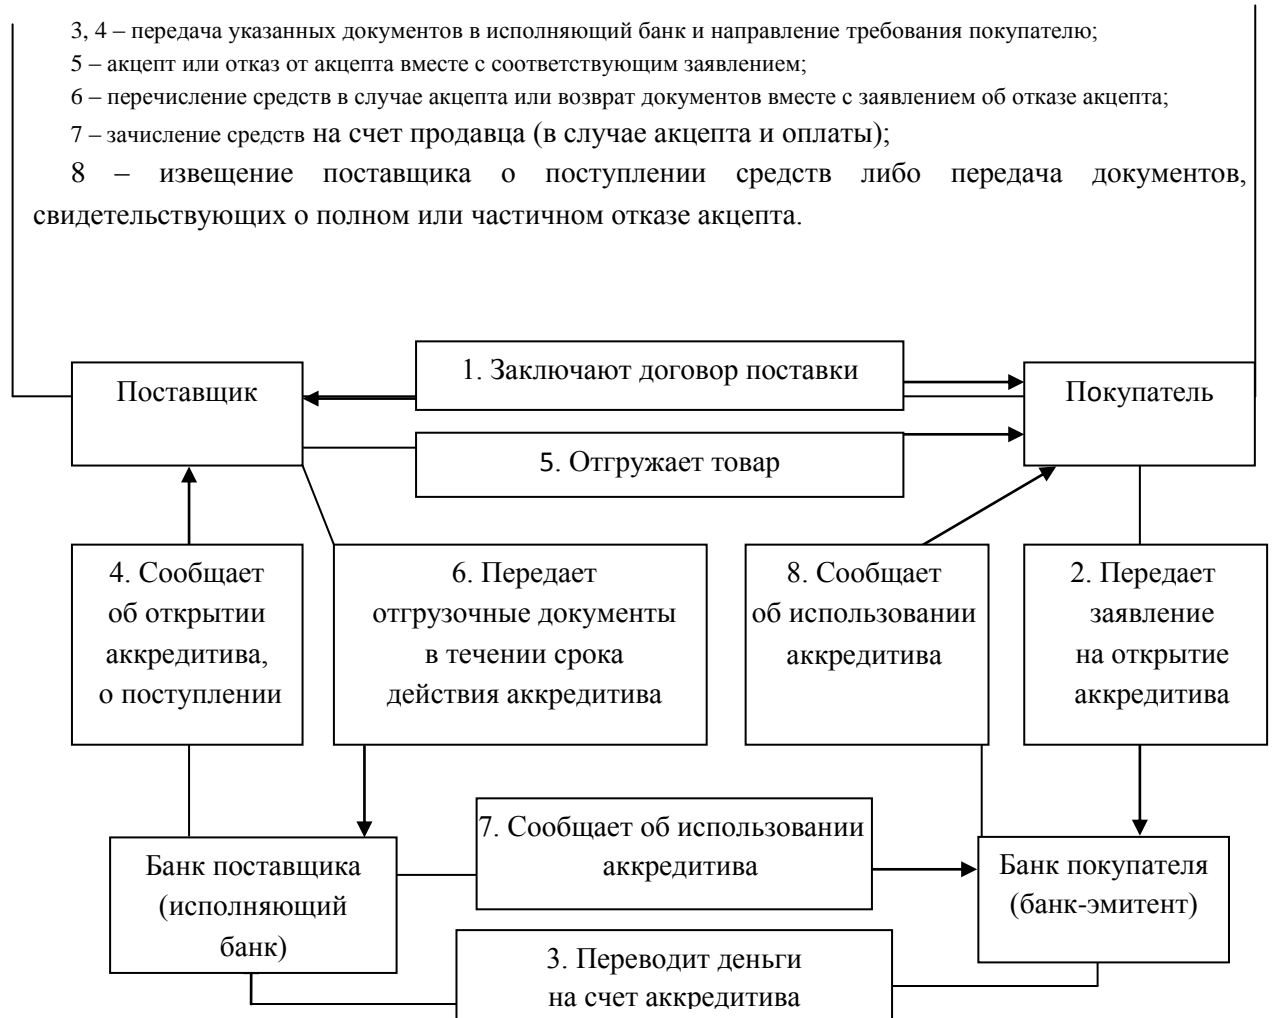 3, 4 – передача указанных документов в исполняющий банк и направление требования покупателю;
5 – акцепт или отказ от акцепта вместе с соответствующим заявлением;
6 – перечисление средств в случае акцепта или возврат документов вместе с заявлением об отказе акцепта;
7 – зачисление средств на счет продавца (в случае акцепта и оплаты);
8 – извещение поставщика о поступлении средств либо передача документов,
свидетельствующих о полном или частичном отказе акцепта.
Поставщик
1. Заключают договор поставки
Покупатель
5. Отгружает товар
4. Сообщает
об открытии
аккредитива,
о поступлении
6. Передает
отгрузочные документы
в течении срока
действия аккредитива
8. Сообщает
об использовании
аккредитива
2. Передает
заявление
на открытие
аккредитива
7. Сообщает об использовании
аккредитива
Банк поставщика
(исполняющий
банк)
Банк покупателя
(банк-эмитент)
3. Переводит деньги
на счет аккредитива